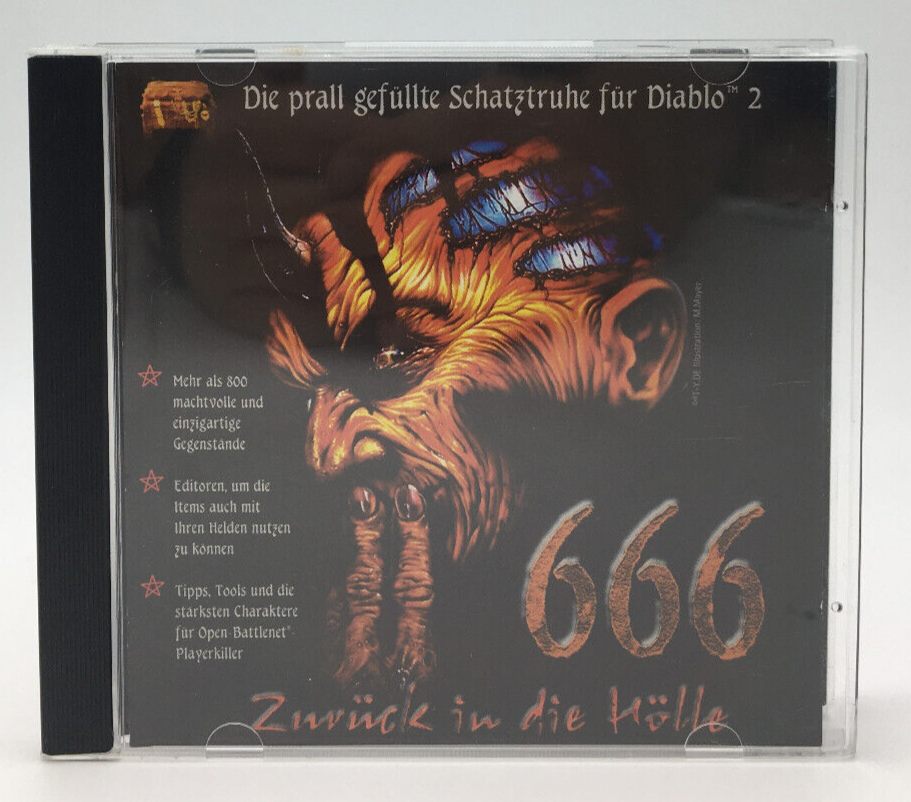 Die prall gefüllte Schatztruhe für Diablo™ 2
Mehr als 800
machtvolle und
einzigartige
Gegenstände
Editoren, um die
Items auch mit
Ihren Helden nutzen
zu können
Tipps, Tools und die
stärksten Charaktere
für Open-Battlenet®-
Playerkiller
Illustration: M.Mayer
666
Zurück in die Hölle